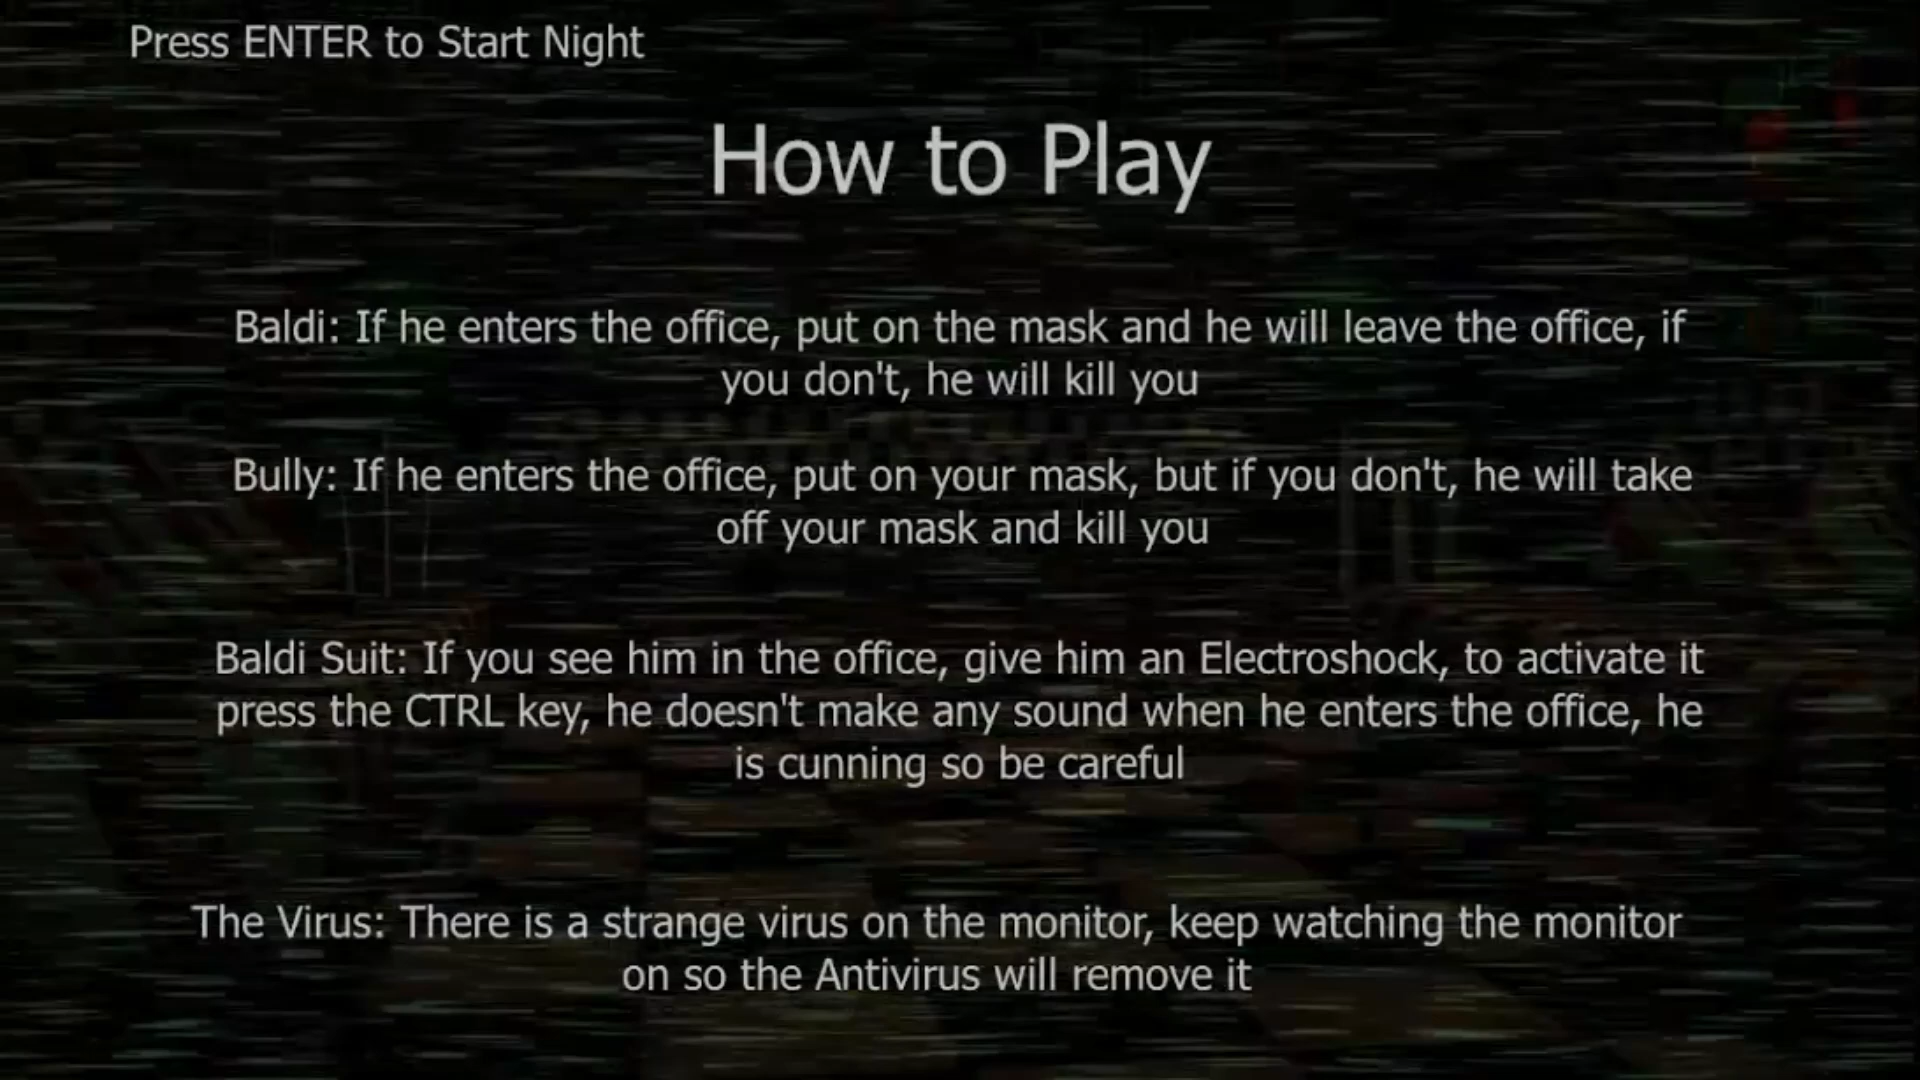 Press ENTER to Start Night
How to Play
Baldi: If he enters the office, put on the mask and he will leave the office, if
you don't, he will kill you
Bully: If he enters the office, put on your mask, but if you don't, he will take
off your mask and kill you
Baldi Suit: If you see him in the office, give him an Electroshock, to activate it
press the CTRL key, he doesn't make any sound when he enters the office, he
is cunning so be careful
The Virus: There is a strange virus on the monitor, keep watching the monitor
on so the Antivirus will remove it